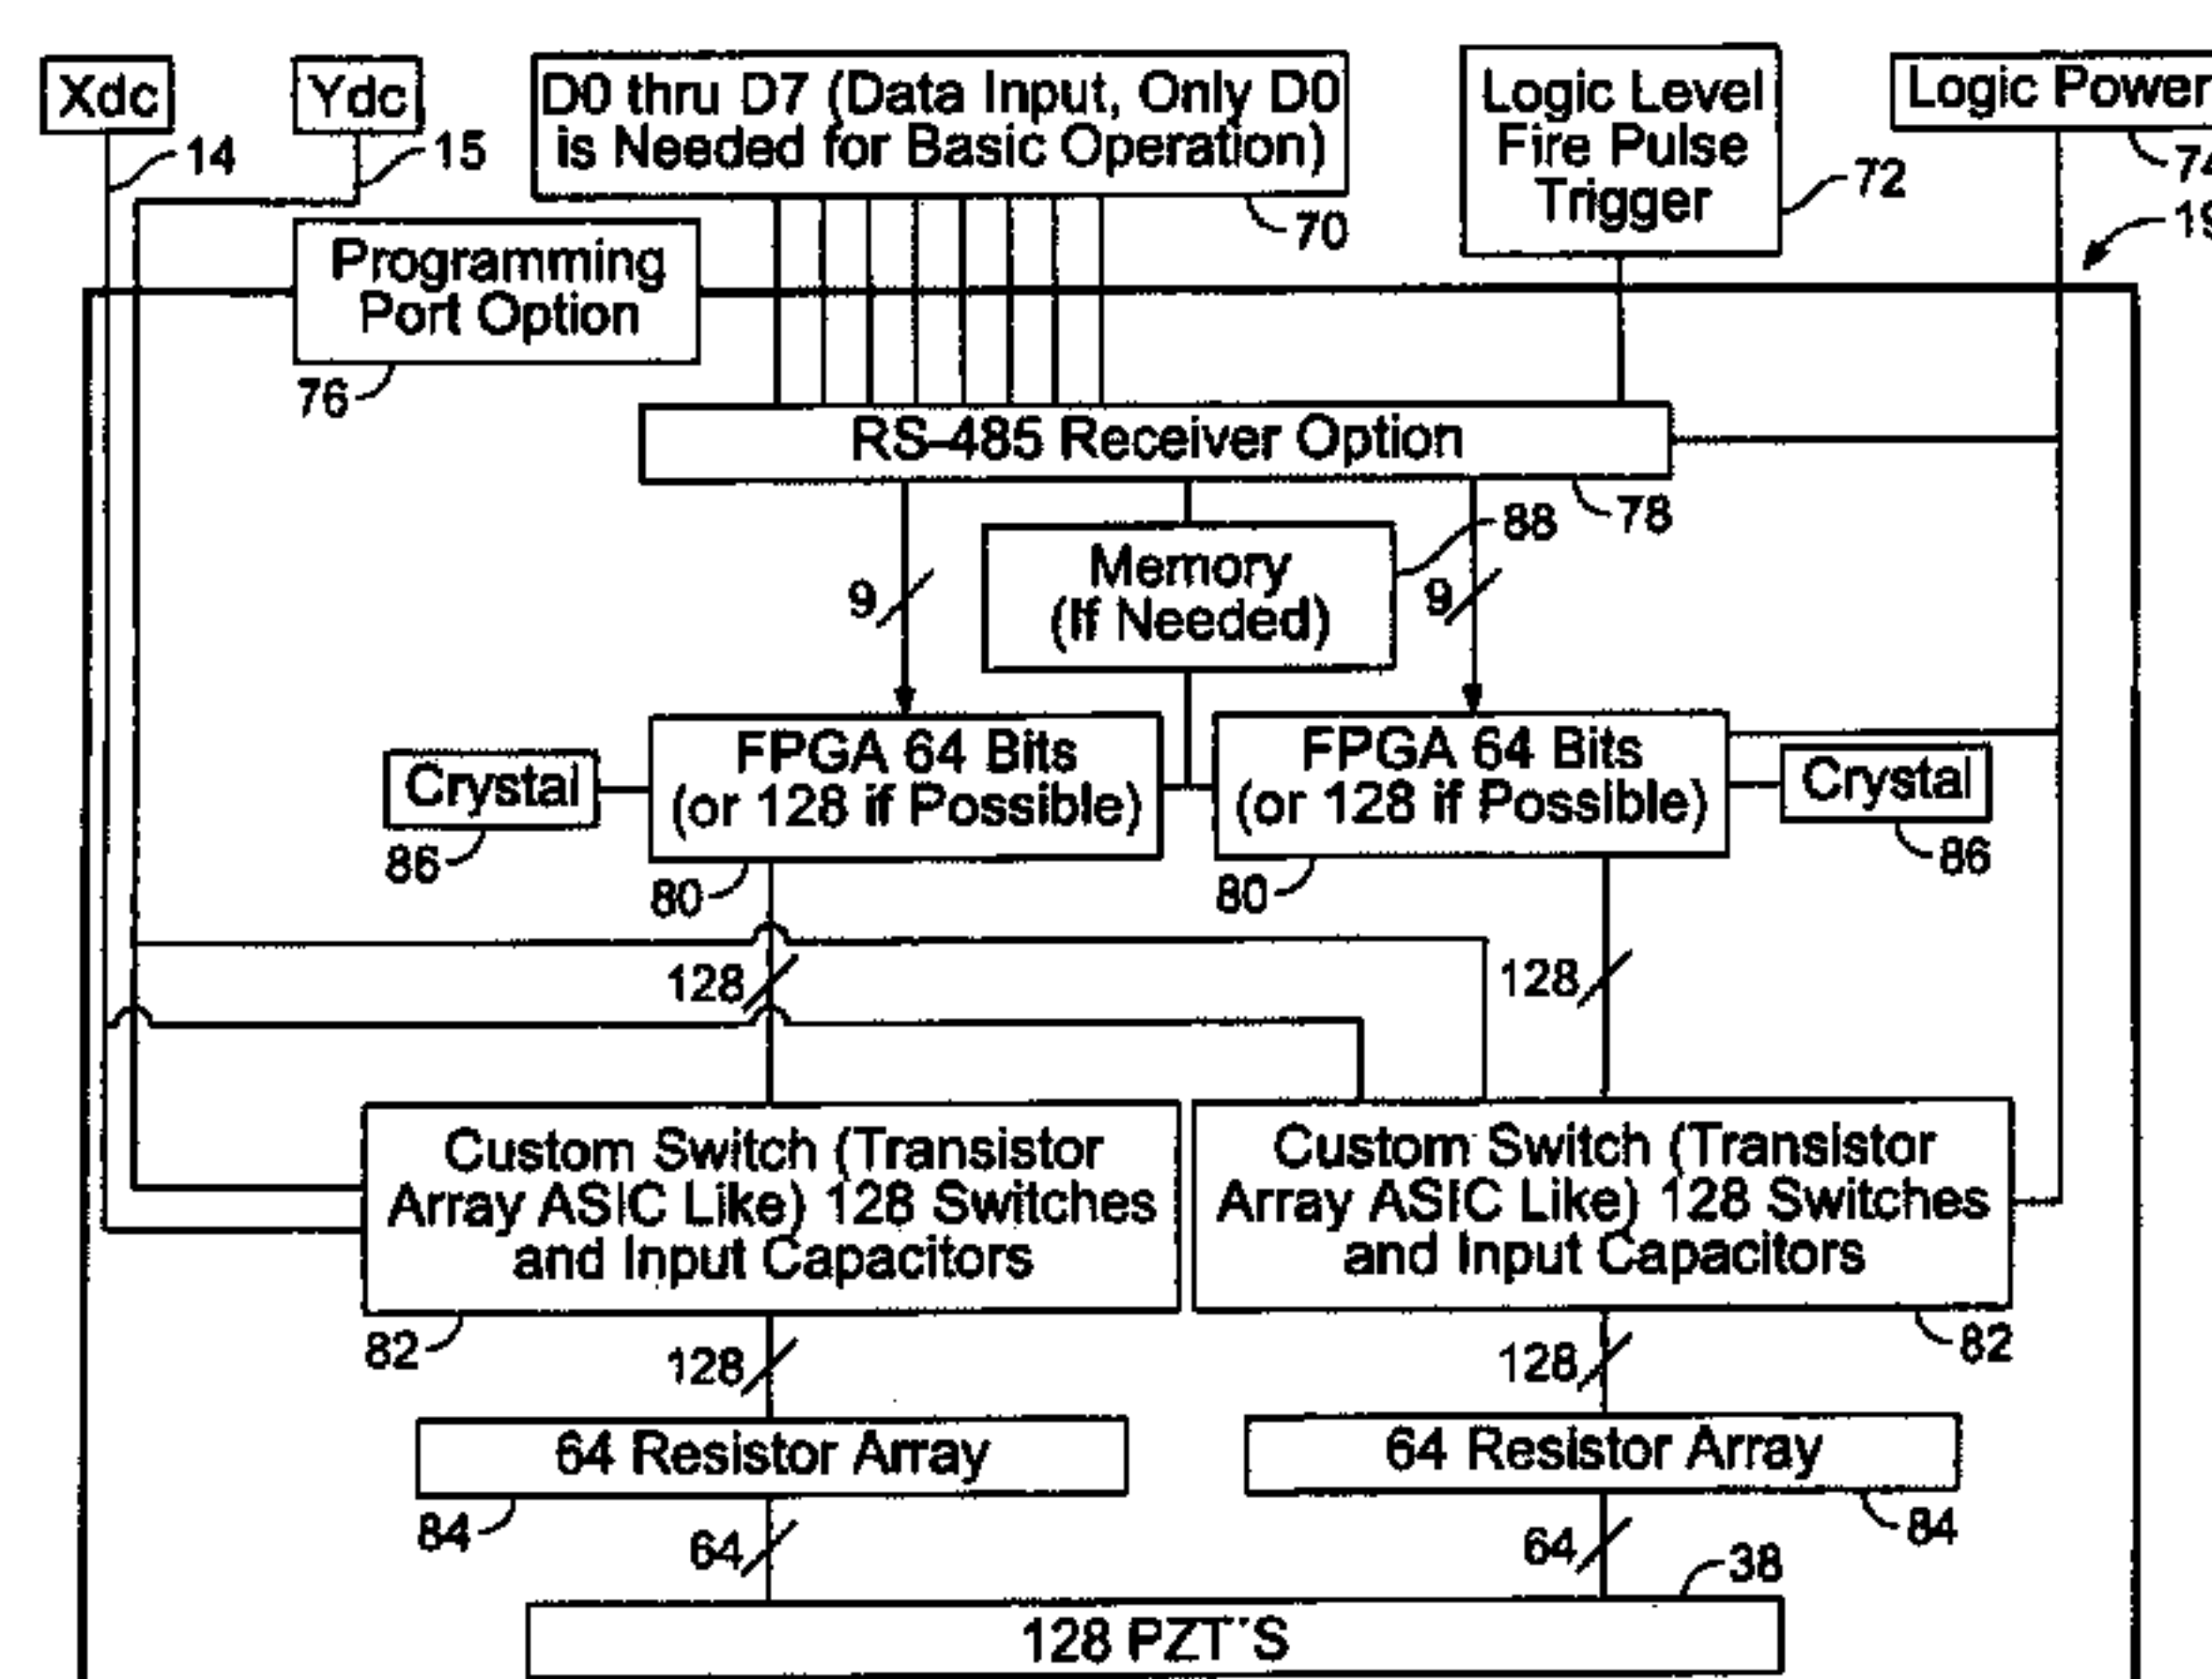 Xdc
Ydc
D0 thru D7 (Data Input, Only D0
is Needed for Basic Operation)
Logic Level
Fire Pulse
Trigger
Logic Power
14
15
70
72
Programming
Port Option
76
RS-485 Receiver Option
78
88
Memory
(If Needed)
9
9
FPGA 64 Bits
(or 128 if Possible)
FPGA 64 Bits
(or 128 if Possible)
Crystal
Crystal
86
80
80
86
128
128
Custom Switch (Transistor
Array ASIC Like) 128 Switches
and Input Capacitors
Custom Switch (Transistor
Array ASIC Like) 128 Switches
and Input Capacitors
82
128
128
82
64 Resistor Array
64 Resistor Array
84
64
64
84
38
128 PZT'S